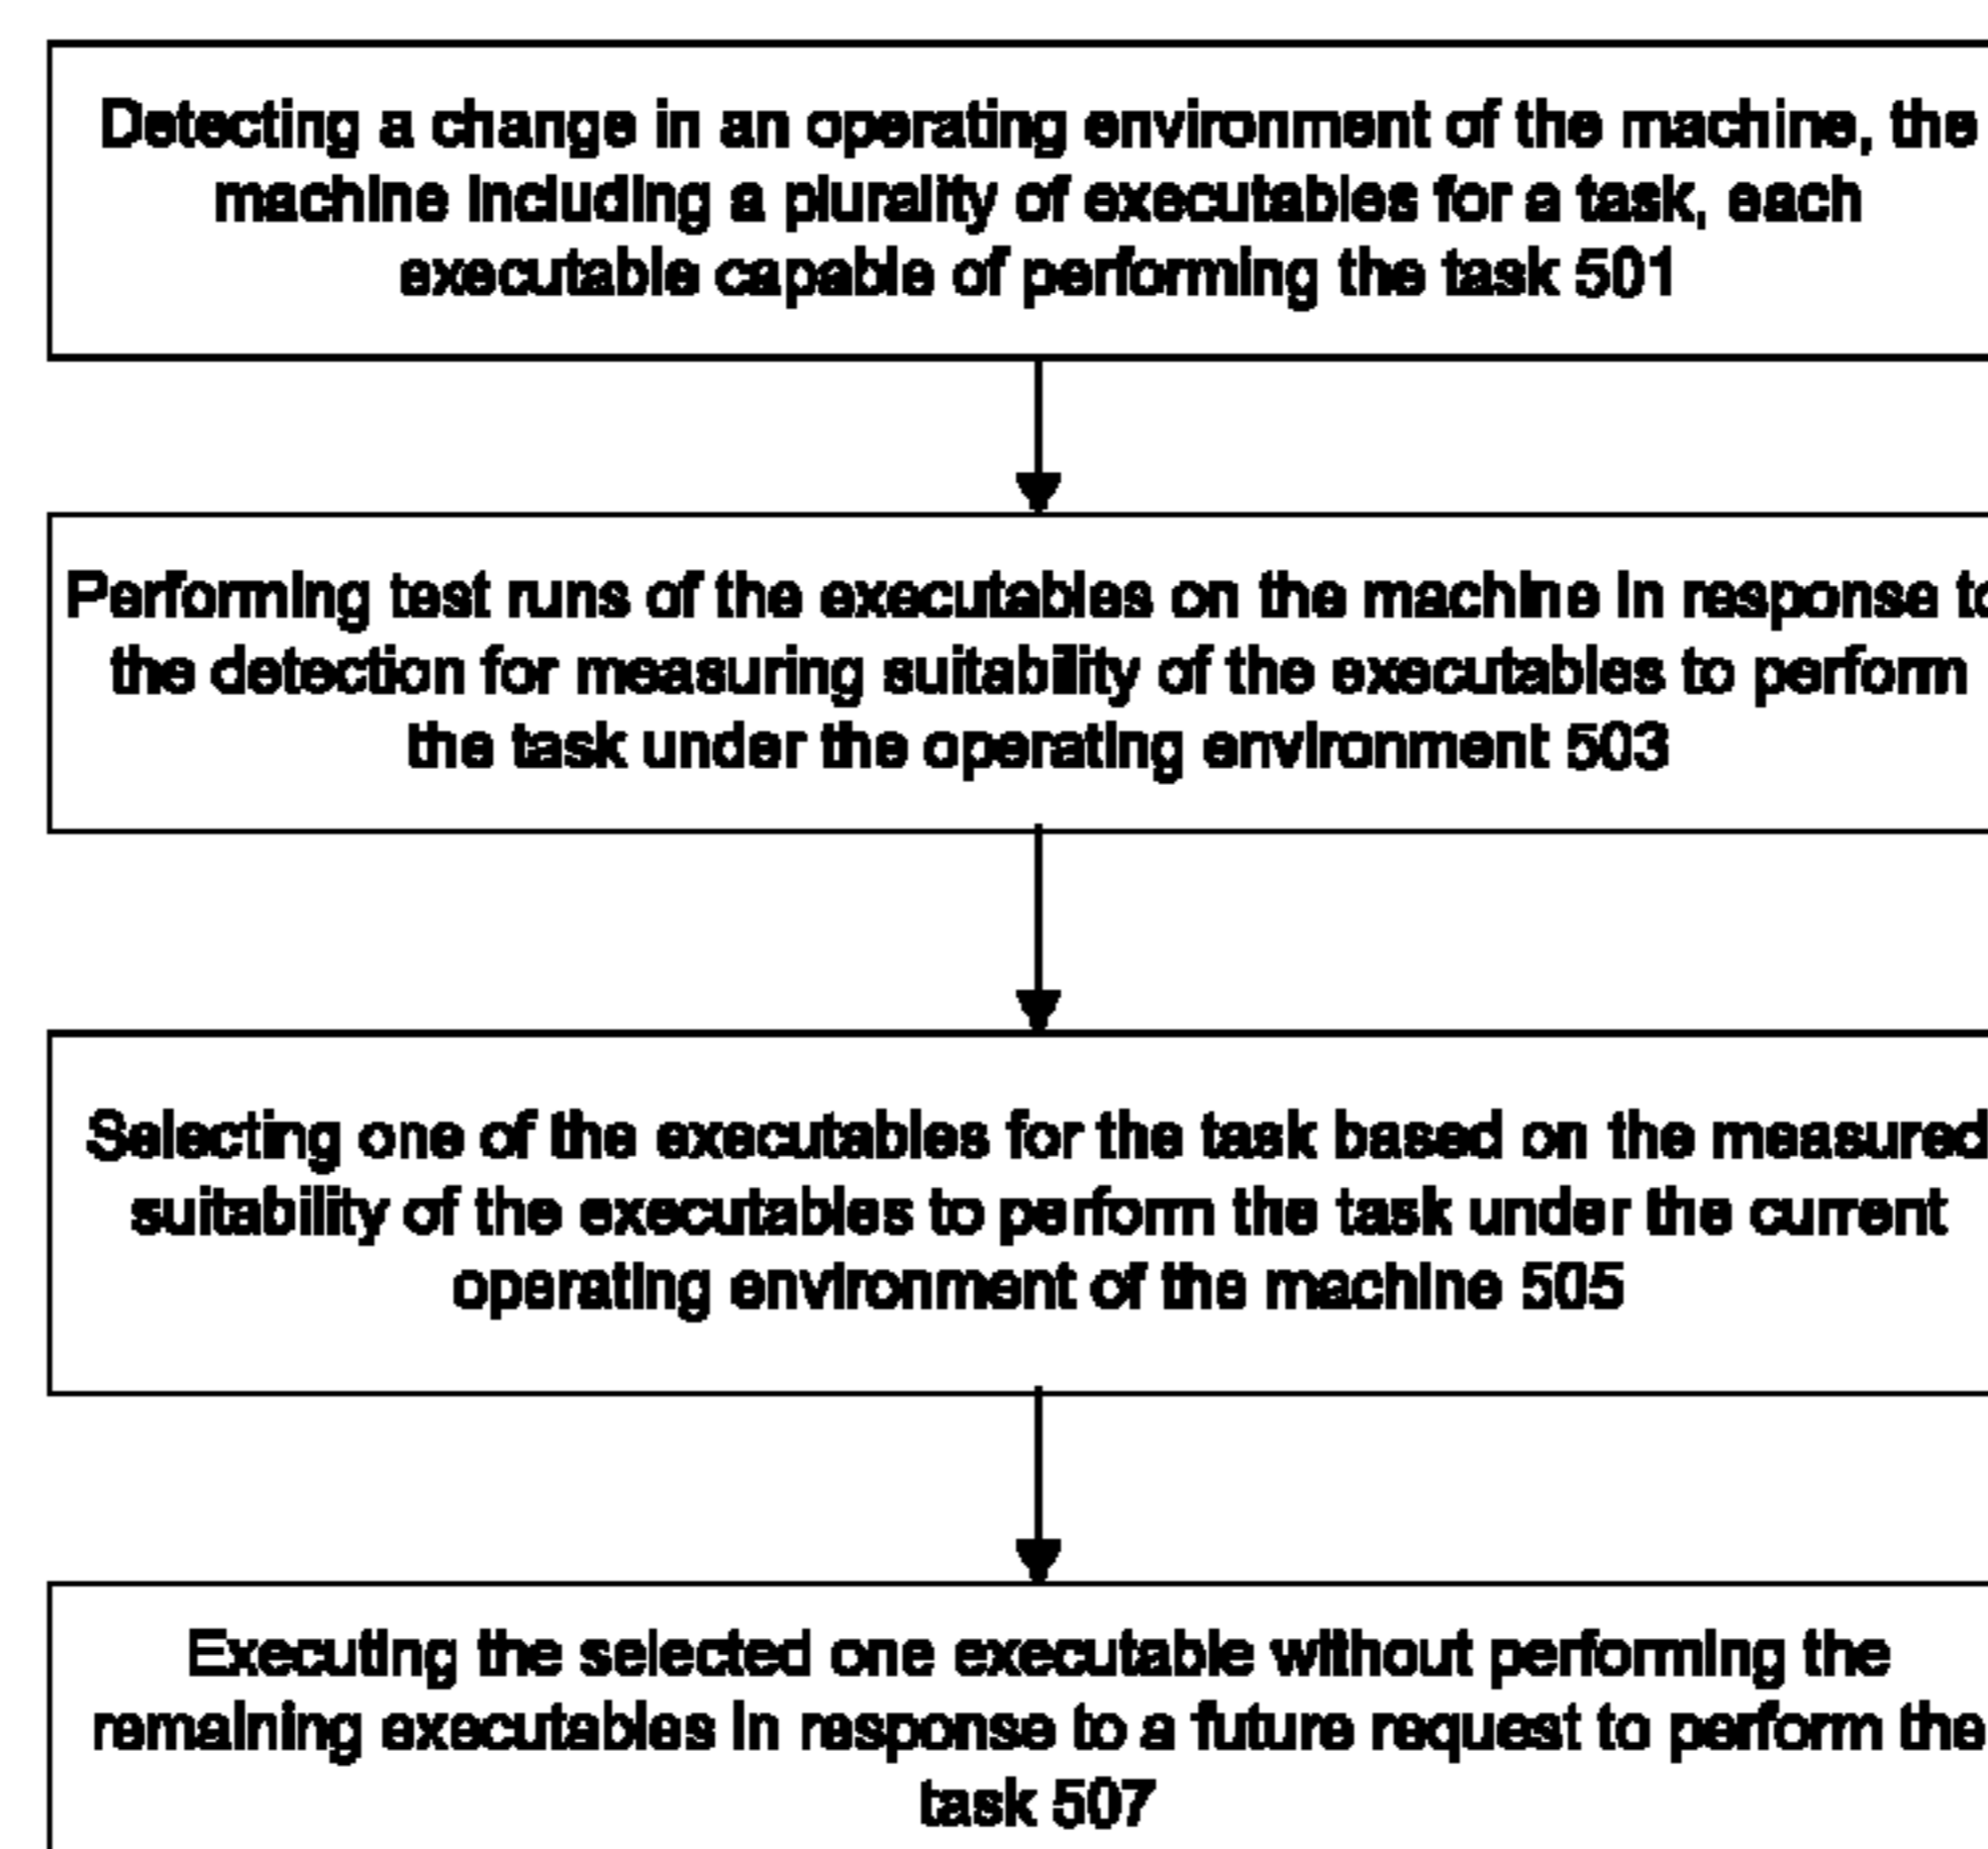 Detecting a change in an operating environment of the machine, the
machine including a plurality of executables for a task, each
executable capable of performing the task 501
Performing test runs of the executables on the machine in response to
the detection for measuring suitability of the executables to perform
the task under the operating environment 503
Selecting one of the executables for the task based on the measured
suitability of the executables to perform the task under the current
operating environment of the machine 505
Executing the selected one executable without performing the
remaining executables in response to a future request to perform the
task 507